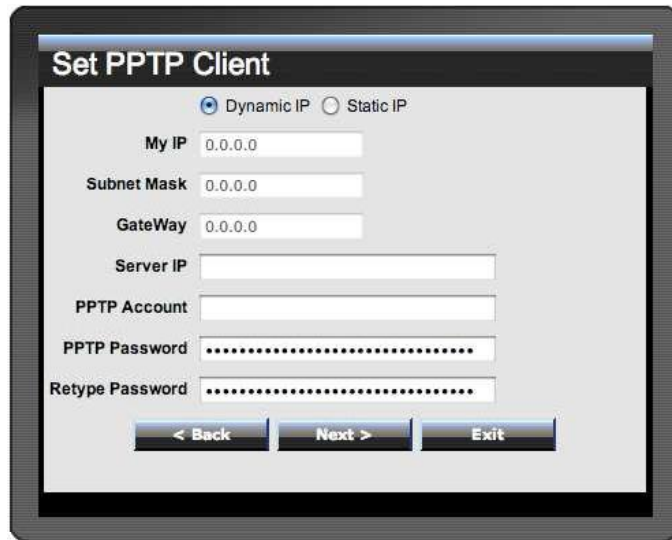 Set PPTP Client
Dynamic IP Static IP
My IP 0.0.0.0
Subnet Mask 0.0.0.0
GateWay 0.0.0.0
Server IP
PPTP Account
PPTP Password ••••••••••••••••••••••••••••••••
Retype Password ••••••••••••••••••••••••••••••••
< Back Next > Exit